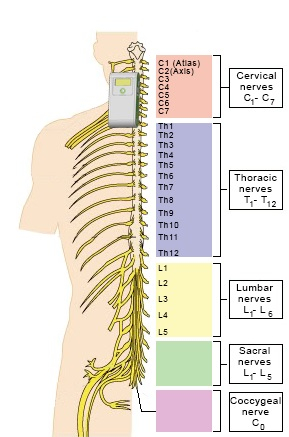 C1 (Atlas)
C2(Axis)
C3
C4
C5
C6
C7
Cervical
nerves
C1- C7
Th1
Th2
Th3
Th4
Th5
Th6
Th7
Th8
Th9
Th10
Th11
Th12
Thoracic
nerves
T1- T12
L1
L2
L3
L4
L5
Lumbar
nerves
L1- L6
Sacral
nerves
L1- L5
Coccygeal
nerve
C0